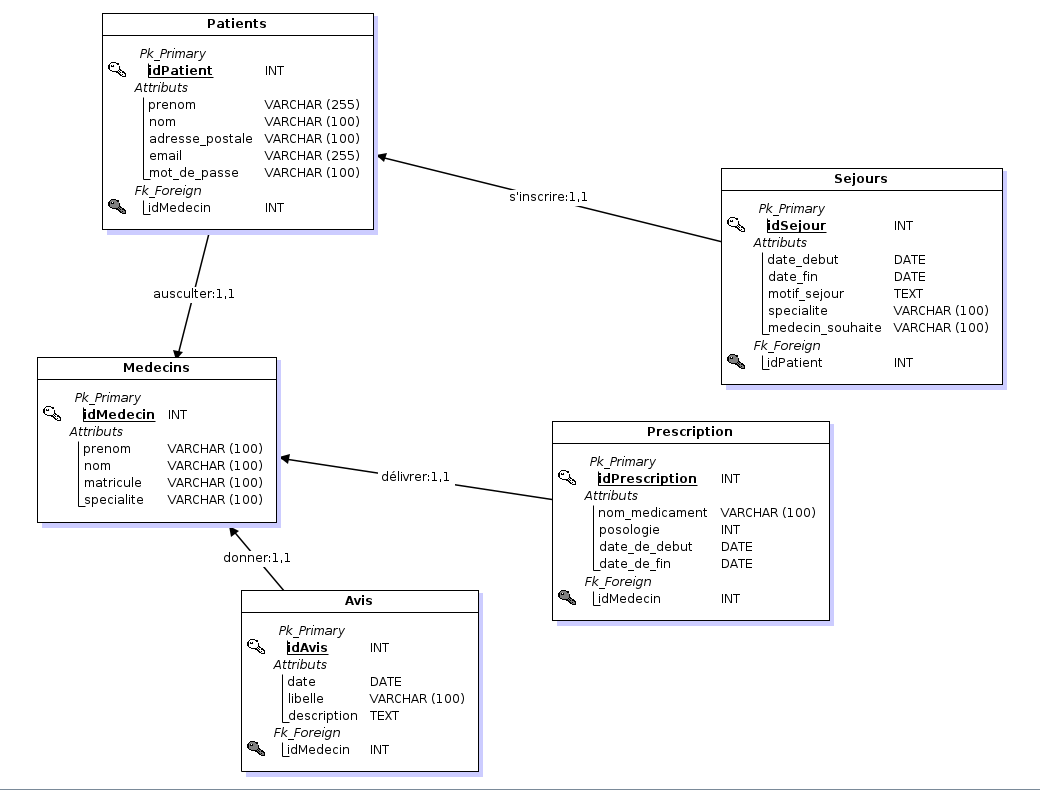 Patients
Pk_Primary
idPatient INT
Attributs
prenom VARCHAR (255)
nom VARCHAR (100)
adresse_postale VARCHAR (100)
email VARCHAR (255)
mot_de_passe VARCHAR (100)
Fk_Foreign
idMedecin INT
s'inscrire:1,1
Sejours
Pk_Primary
idSejour INT
Attributs
date_debut DATE
date_fin DATE
motif_sejour TEXT
specialite VARCHAR (100)
medecin_souhaite VARCHAR (100)
Fk_Foreign
idPatient INT
ausculter:1,1
Medecins
Pk_Primary
idMedecin INT
Attributs
prenom VARCHAR (100)
nom VARCHAR (100)
matricule VARCHAR (100)
specialite VARCHAR (100)
délivrer:1,1
Prescription
Pk_Primary
idPrescription INT
Attributs
nom_medicament VARCHAR (100)
posologie INT
date_de_debut DATE
date_de_fin DATE
Fk_Foreign
idMedecin INT
donner:1,1
Avis
Pk_Primary
idAvis INT
Attributs
date DATE
libelle VARCHAR (100)
description TEXT
Fk_Foreign
idMedecin INT